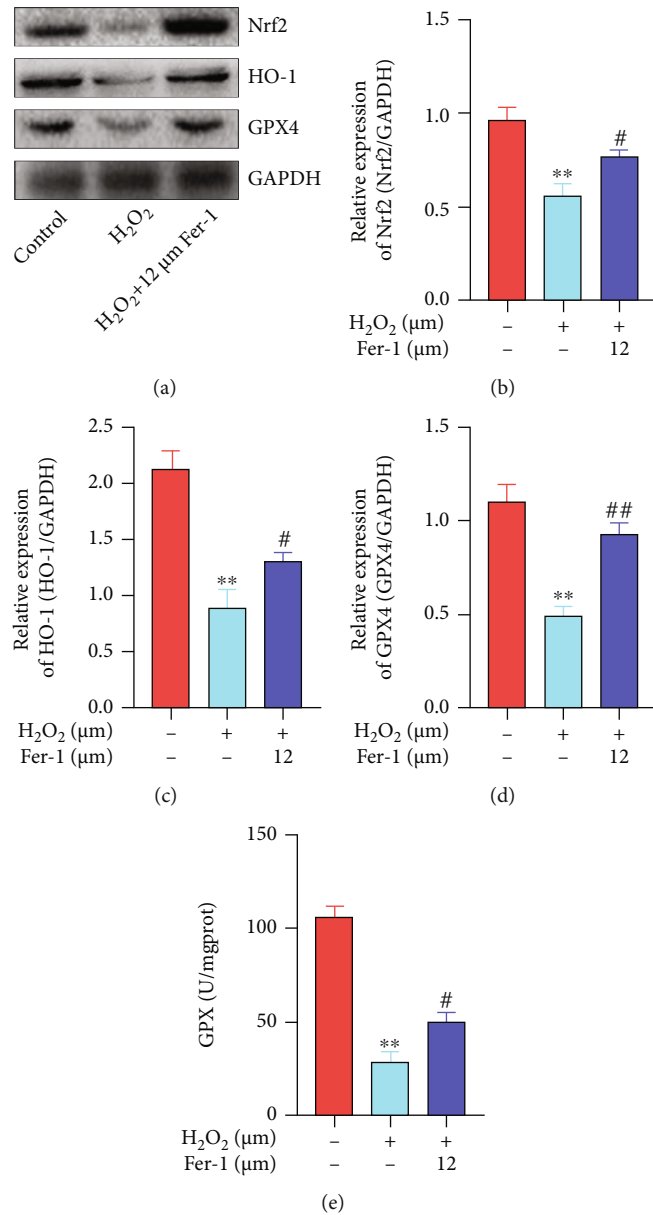 Nrf2
HO-1
GPX4
GAPDH
Control
H₂O₂
H₂O₂+12 μm Fer-1
(a)
Relative expression
of Nrf2 (Nrf2/GAPDH)
1.5
1.0
0.5
0.0
**
#
H₂O₂ (μm) – + +
Fer-1 (μm) – – 12
(b)
Relative expression
of HO-1 (HO-1/GAPDH)
2.5
2.0
1.5
1.0
0.5
0.0
**
#
H₂O₂ (μm) – + +
Fer-1 (μm) – – 12
(c)
Relative expression
of GPX4 (GPX4/GAPDH)
1.5
1.0
0.5
0.0
**
##
H₂O₂ (μm) – + +
Fer-1 (μm) – – 12
(d)
GPX (U/mgprot)
150
100
50
0
**
#
H₂O₂ (μm) – + +
Fer-1 (μm) – – 12
(e)